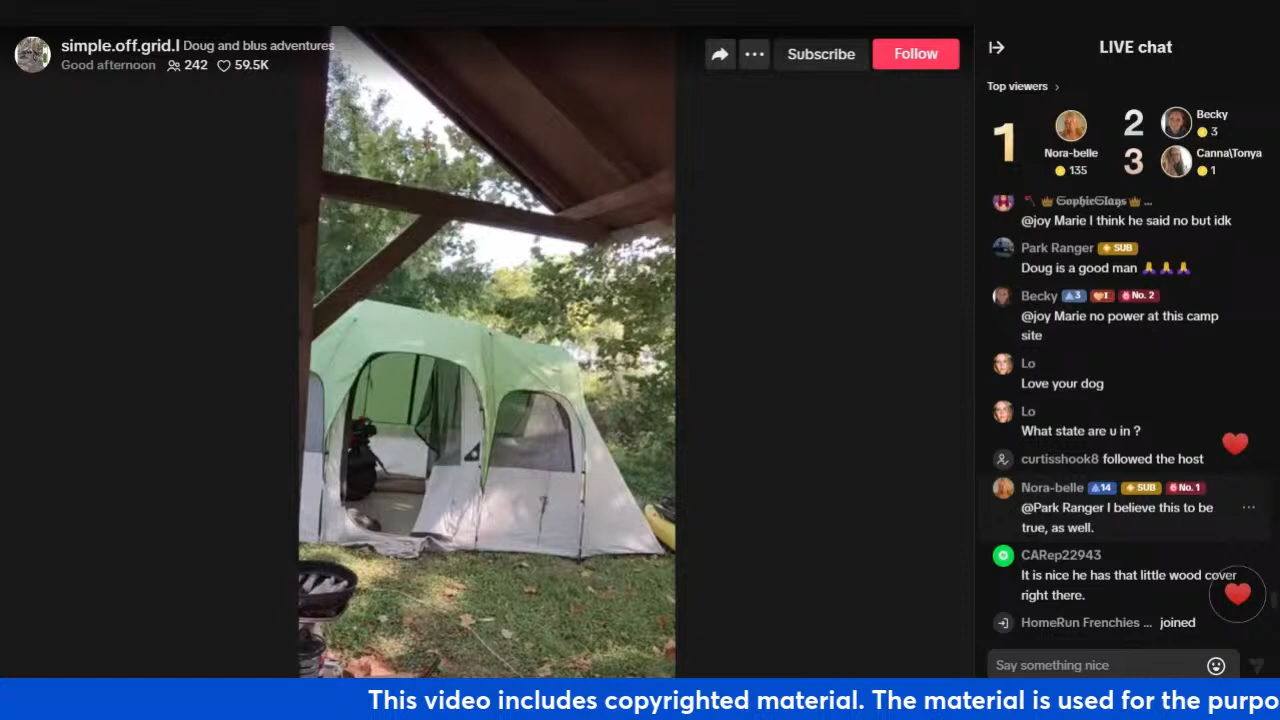 simple.off.grid.l Doug and blus adventures
Good afternoon 242 59.5K
Subscribe
Follow
LIVE chat
Top viewers
1
Nora-belle
135
2
Becky
3
3
Canna\Tonya
1
@joy Marie I think he said no but idk
Park Ranger SUB
Doug is a good man
Becky 3 I No. 2
@joy Marie no power at this camp
site
Lo
Love your dog
Lo
What state are u in ?
curtisshook8 followed the host
Nora-belle 14 SUB No. 1
@Park Ranger I believe this to be
true, as well.
CARep22943
It is nice he has that little wood cover
right there.
HomeRun Frenchies ... joined
Say something nice
This video includes copyrighted material. The material is used for the purpo